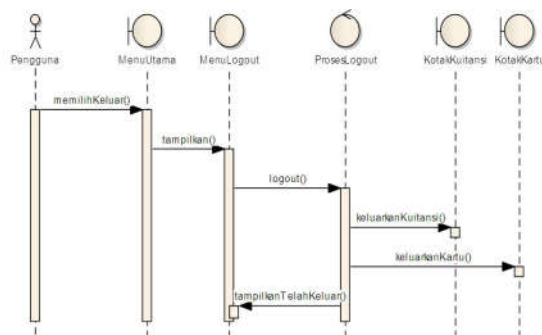 Pengguna MenuUtama MenuLogout ProsesLogout KotakKuitansi KotakKartu
memilihKeluar()
tampilkan()
logout()
keluarkanKuitansi()
keluarkanKartu()
tampilkanTelahKeluar()